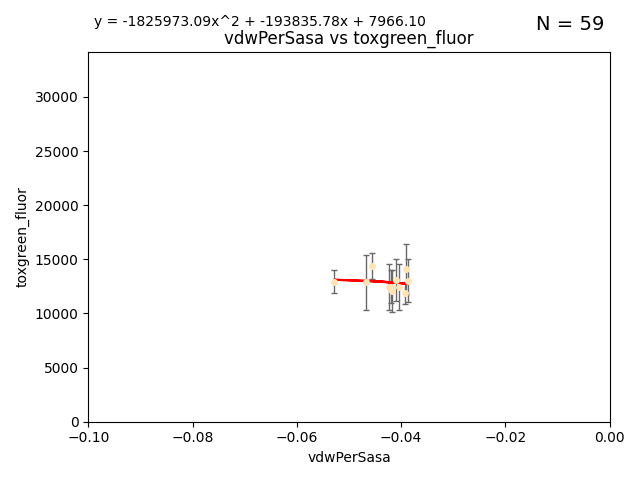 y = -1825973.09x^2 + -193835.78x + 7966.10
N = 59
vdwPerSasa vs toxgreen_fluor
30000
25000
20000
15000
10000
5000
0
toxgreen_fluor
−0.10
−0.08
−0.06
−0.04
−0.02
0.00
vdwPerSasa